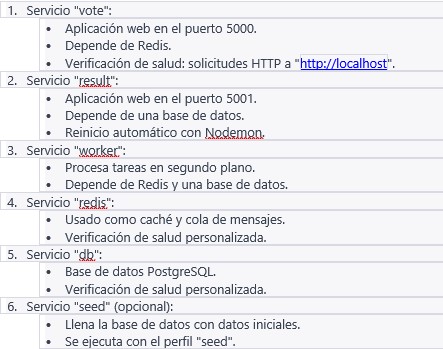 1. Servicio "vote":
• Aplicación web en el puerto 5000.
• Depende de Redis.
• Verificación de salud: solicitudes HTTP a "http://localhost".
2. Servicio "result":
• Aplicación web en el puerto 5001.
• Depende de una base de datos.
• Reinicio automático con Nodemon.
3. Servicio "worker":
• Procesa tareas en segundo plano.
• Depende de Redis y una base de datos.
4. Servicio "redis":
• Usado como caché y cola de mensajes.
• Verificación de salud personalizada.
5. Servicio "db":
• Base de datos PostgreSQL.
• Verificación de salud personalizada.
6. Servicio "seed" (opcional):
• Llena la base de datos con datos iniciales.
• Se ejecuta con el perfil "seed".